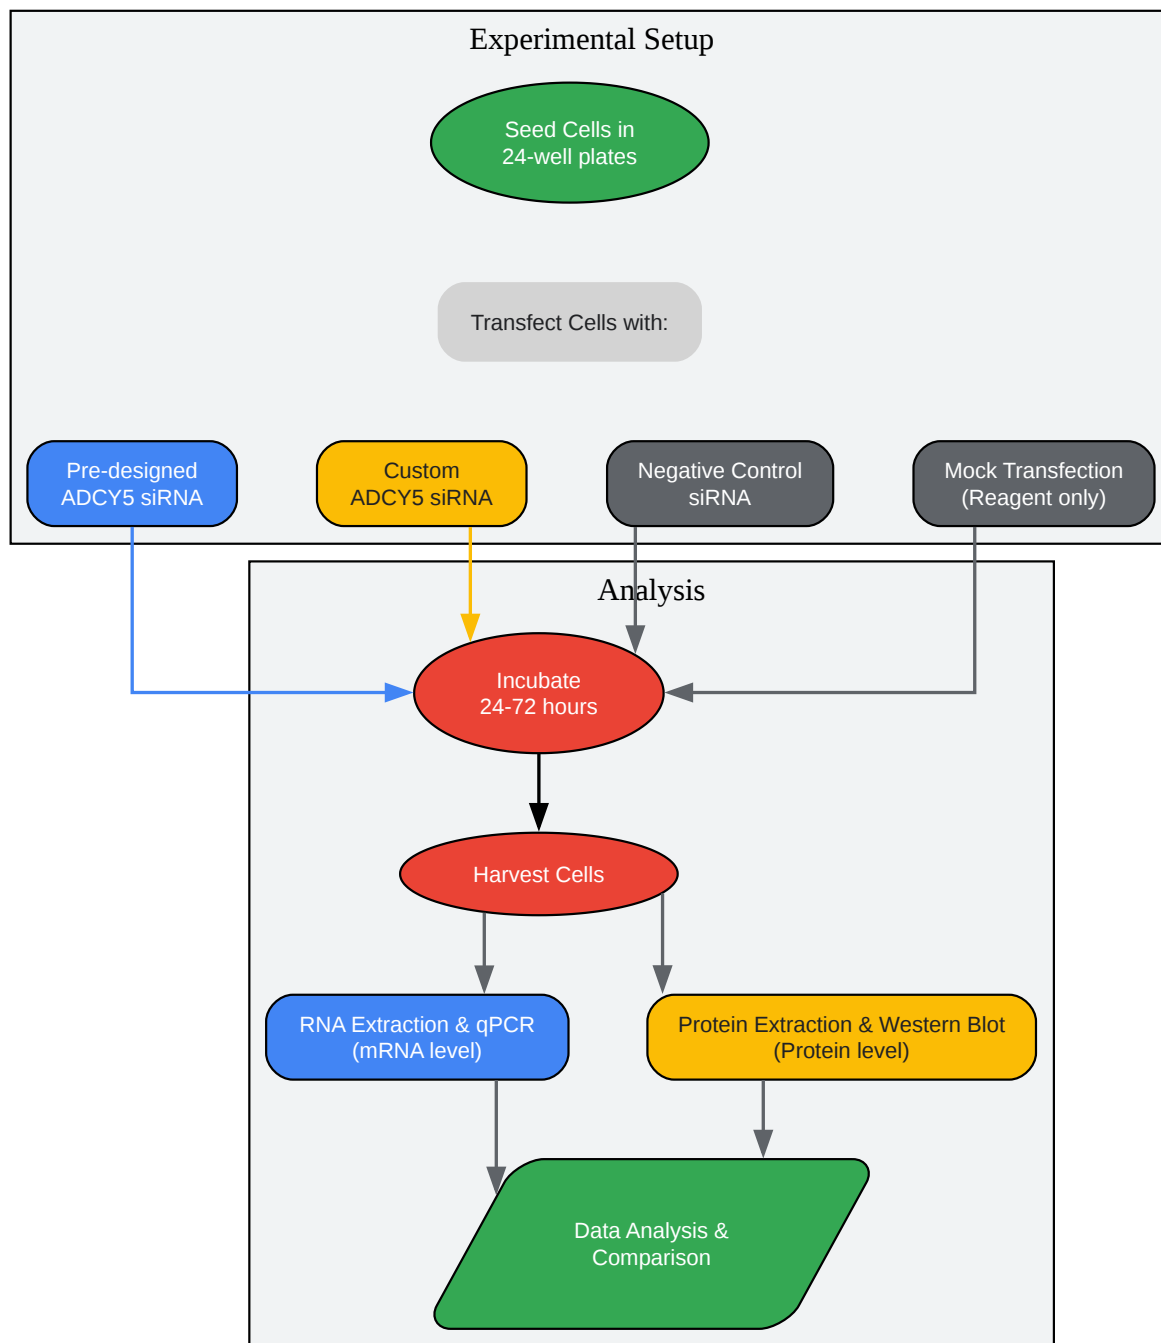 Experimental Setup
Seed Cells in
24-well plates
Transfect Cells with:
Pre-designed
ADCY5 siRNA
Custom
ADCY5 siRNA
Negative Control
siRNA
Mock Transfection
(Reagent only)
Analysis
Incubate
24-72 hours
Harvest Cells
RNA Extraction & qPCR
(mRNA level)
Protein Extraction & Western Blot
(Protein level)
Data Analysis &
Comparison